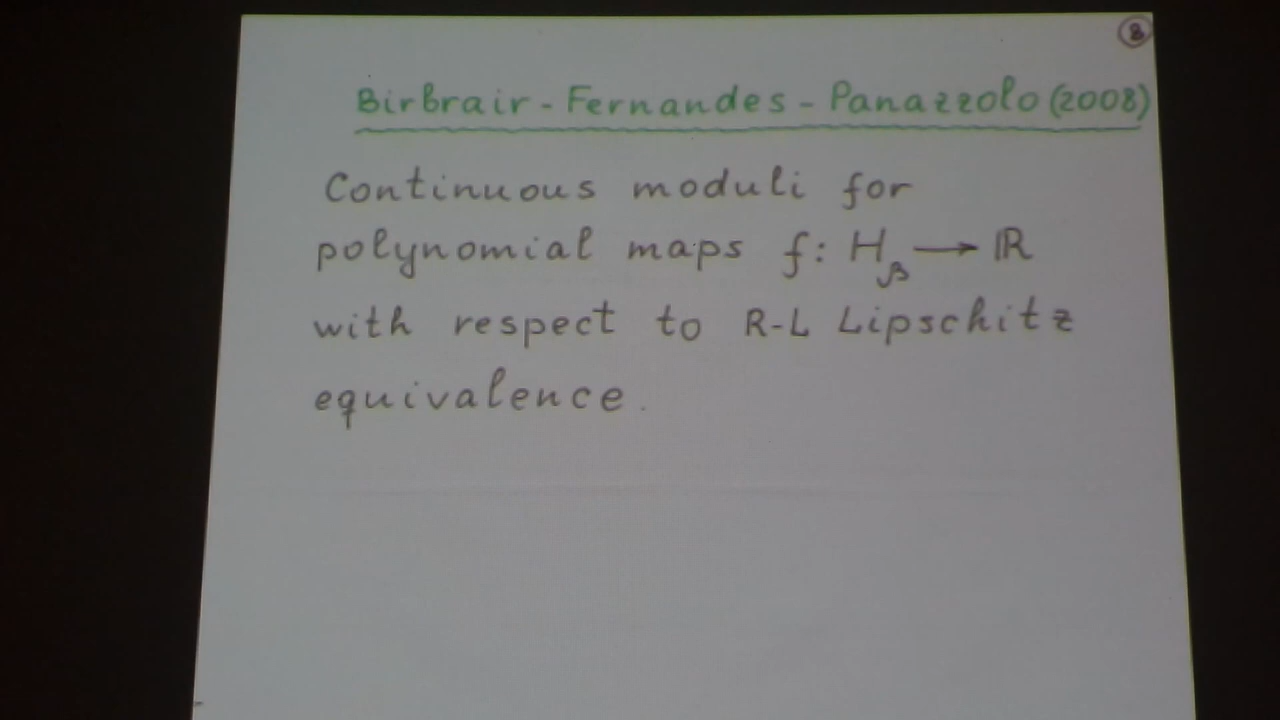 8
Birbrair - Fernandes - Panazzolo (2008)
Continuous moduli for
polynomial maps f: H_β ⟶ ℝ
with respect to R-L Lipschitz
equivalence.